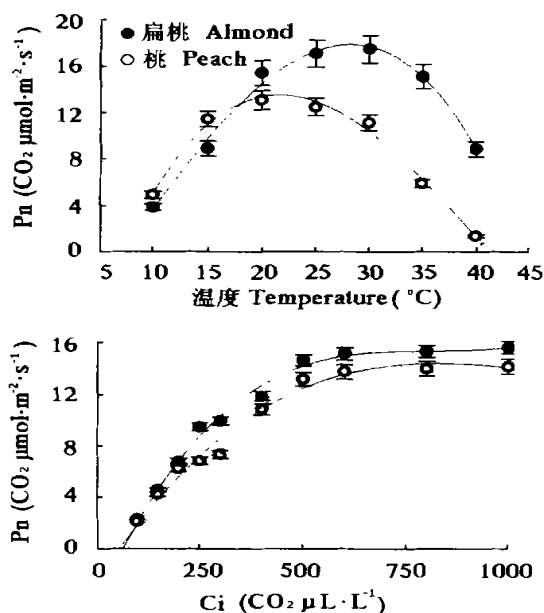 ● 扁桃 Almond
○ 桃 Peach
Pn (CO₂ μmol·m⁻²·s⁻¹)
20
16
12
8
4
0
10 15 20 25 30 35 40
温度 Temperature (°C)
Pn (CO₂ μmol·m⁻²·s⁻¹)
16
12
8
4
0
0 250 500 750 1000
Ci (CO₂ μL·L⁻¹)